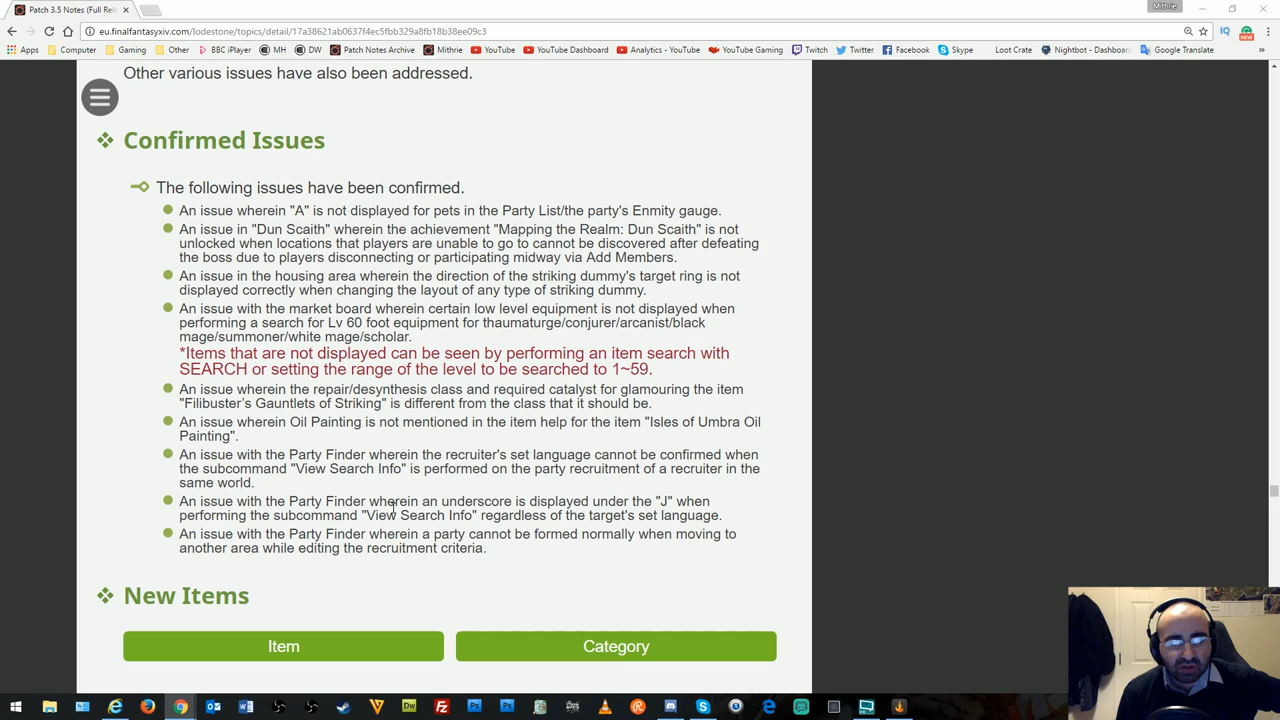 Mithrie
Patch 3.5 Notes (Full Rele
eu.finalfantasyxiv.com/lodestone/topics/detail/17a38621ab0637f4ec5fbb329a8fb18b38ee09c3
Apps Computer Gaming Other BBC iPlayer MH DW Patch Notes Archive Mithrie YouTube YouTube Dashboard Analytics - YouTube YouTube Gaming Twitch Twitter Facebook Skype Loot Crate Nightbot - Dashboard Google Translate »
Other various issues have also been addressed.
Confirmed Issues
The following issues have been confirmed.
An issue wherein "A" is not displayed for pets in the Party List/the party's Enmity gauge.
An issue in "Dun Scaith" wherein the achievement "Mapping the Realm: Dun Scaith" is not
unlocked when locations that players are unable to go to cannot be discovered after defeating
the boss due to players disconnecting or participating midway via Add Members.
An issue in the housing area wherein the direction of the striking dummy's target ring is not
displayed correctly when changing the layout of any type of striking dummy.
An issue with the market board wherein certain low level equipment is not displayed when
performing a search for Lv 60 foot equipment for thaumaturge/conjurer/arcanist/black
mage/summoner/white mage/scholar.
*Items that are not displayed can be seen by performing an item search with
SEARCH or setting the range of the level to be searched to 1~59.
An issue wherein the repair/desynthesis class and required catalyst for glamouring the item
"Filibuster's Gauntlets of Striking" is different from the class that it should be.
An issue wherein Oil Painting is not mentioned in the item help for the item "Isles of Umbra Oil
Painting".
An issue with the Party Finder wherein the recruiter's set language cannot be confirmed when
the subcommand "View Search Info" is performed on the party recruitment of a recruiter in the
same world.
An issue with the Party Finder wherein an underscore is displayed under the "J" when
performing the subcommand "View Search Info" regardless of the target's set language.
An issue with the Party Finder wherein a party cannot be formed normally when moving to
another area while editing the recruitment criteria.
New Items
Item Category